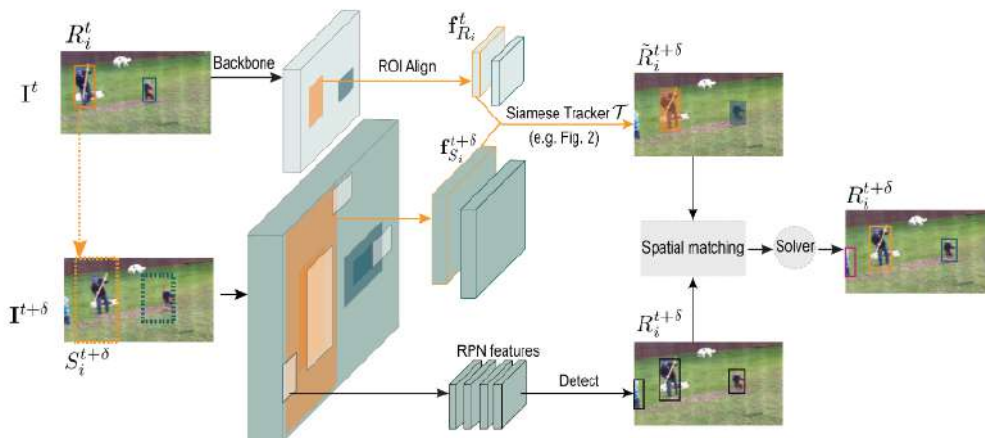 R_i^t
I^t
Backbone
ROI Align
f_{R_i}^t
Siamese Tracker 𝒯
(e.g. Fig. 2)
R̃_i^{t+δ}
f_{S_i}^{t+δ}
R_i^{t+δ}
Spatial matching
Solver
I^{t+δ}
S_i^{t+δ}
R_i^{t+δ}
RPN features
Detect